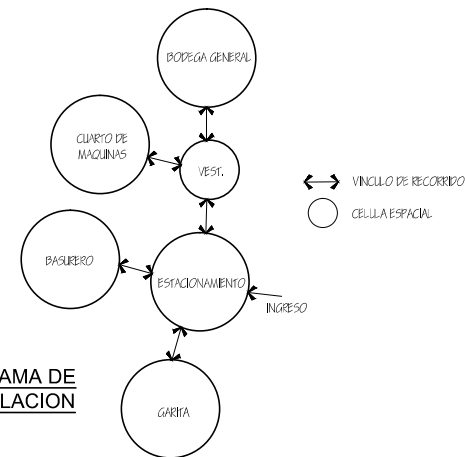 BODEGA GENERAL
CUARTO DE
MAQUINAS
VEST.
VINCULO DE RECORRIDO
CELULA ESPACIAL
BASURERO
ESTACIONAMIENTO
INGRESO
AMA DE
LACION
GARITA